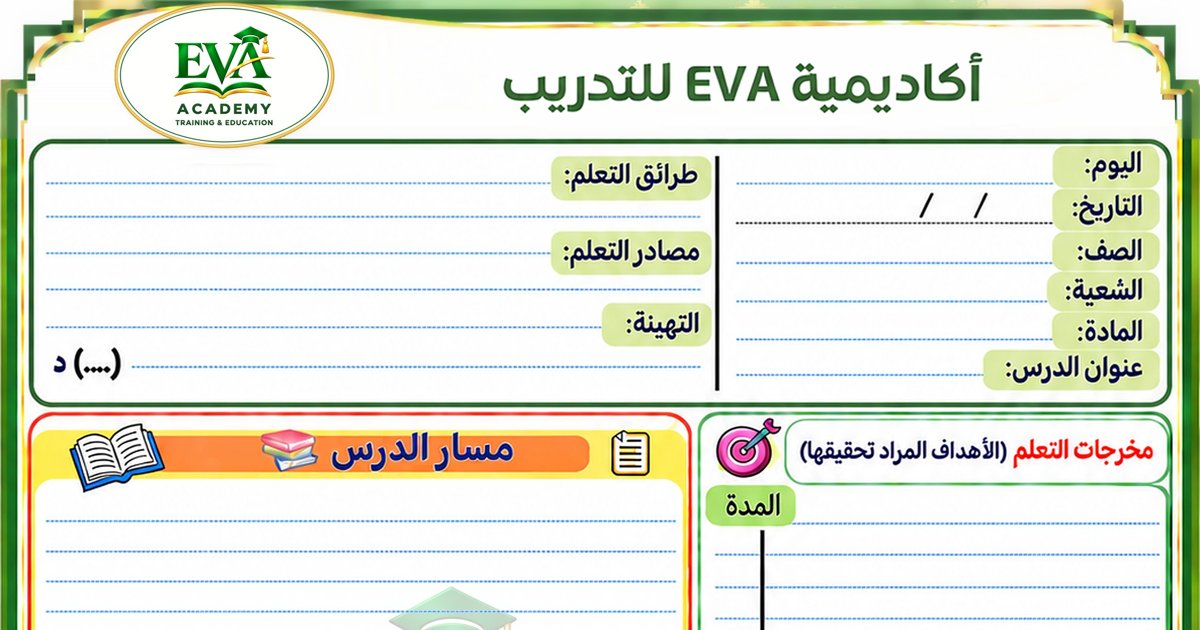 EVA
ACADEMY
TRAINING & EDUCATION
أكاديمية EVA للتدريب
اليوم:
التاريخ: / /
الصف:
الشعبة:
المادة:
عنوان الدرس:
طرائق التعلم:
مصادر التعلم:
التهيئة:
(....) د
مخرجات التعلم (الأهداف المراد تحقيقها)
المدة
مسار الدرس